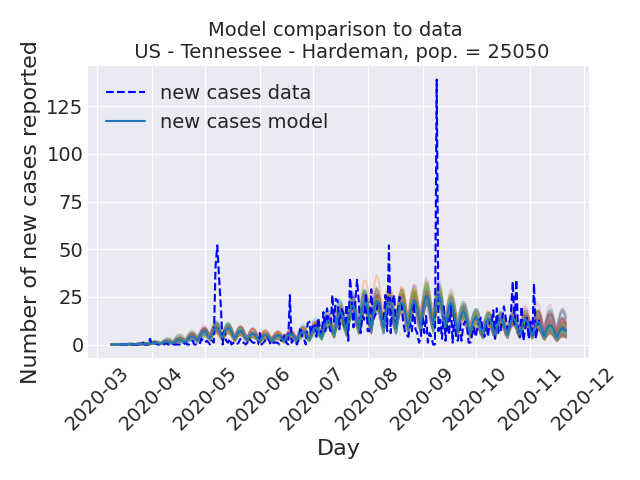 Model comparison to data
US - Tennessee - Hardeman, pop. = 25050
Number of new cases reported
new cases data
new cases model
125
100
75
50
25
0
2020-03
2020-04
2020-05
2020-06
2020-07
2020-08
2020-09
2020-10
2020-11
2020-12
Day